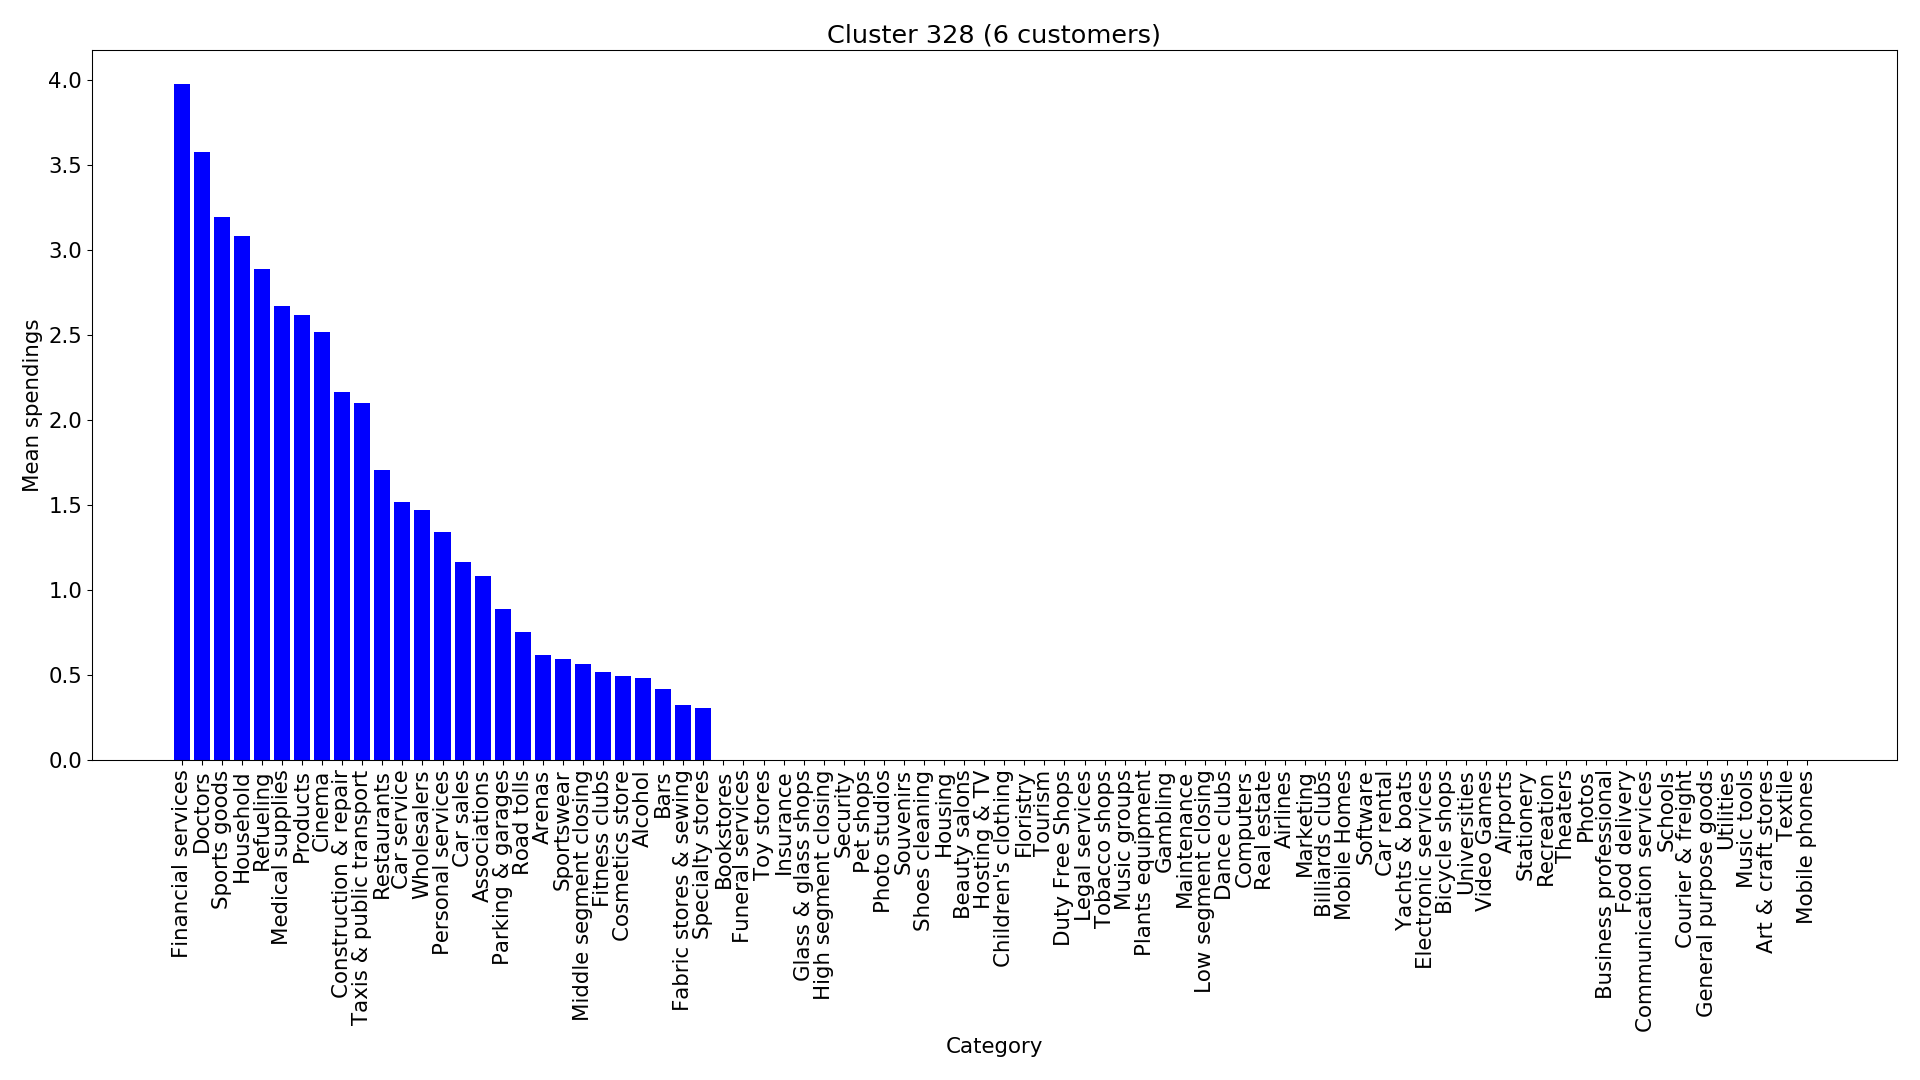 Cluster 328 (6 customers)
Mean spendings
4.0
3.5
3.0
2.5
2.0
1.5
1.0
0.5
0.0
Financial services
Doctors
Sports goods
Household
Refueling
Medical supplies
Products
Cinema
Construction & repair
Taxis & public transport
Restaurants
Car service
Wholesalers
Personal services
Car sales
Associations
Parking & garages
Road tolls
Arenas
Sportswear
Middle segment closing
Fitness clubs
Cosmetics store
Alcohol
Bars
Fabric stores & sewing
Specialty stores
Bookstores
Funeral services
Toy stores
Insurance
Glass & glass shops
High segment closing
Security
Pet shops
Photo studios
Souvenirs
Shoes cleaning
Housing
Beauty salons
Hosting & TV
Children's clothing
Floristry
Tourism
Duty Free Shops
Legal services
Tobacco shops
Music groups
Plants equipment
Gambling
Maintenance
Low segment closing
Dance clubs
Computers
Real estate
Airlines
Marketing
Billiards clubs
Mobile Homes
Software
Car rental
Yachts & boats
Electronic services
Bicycle shops
Universities
Video Games
Airports
Stationery
Recreation
Theaters
Photos
Business professional
Food delivery
Communication services
Schools
Courier & freight
General purpose goods
Utilities
Music tools
Art & craft stores
Textile
Mobile phones
Category